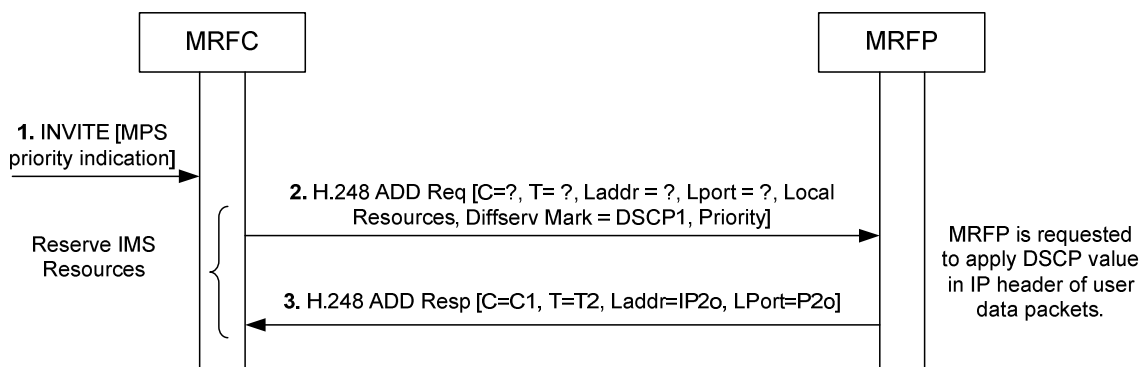 MRFC
MRFP
1. INVITE [MPS
priority indication]
2. H.248 ADD Req [C=?, T= ?, Laddr = ?, Lport = ?, Local
Resources, Diffserv Mark = DSCP1, Priority]
Reserve IMS
Resources
MRFP is requested
to apply DSCP value
in IP header of user
data packets.
3. H.248 ADD Resp [C=C1, T=T2, Laddr=IP2o, LPort=P2o]